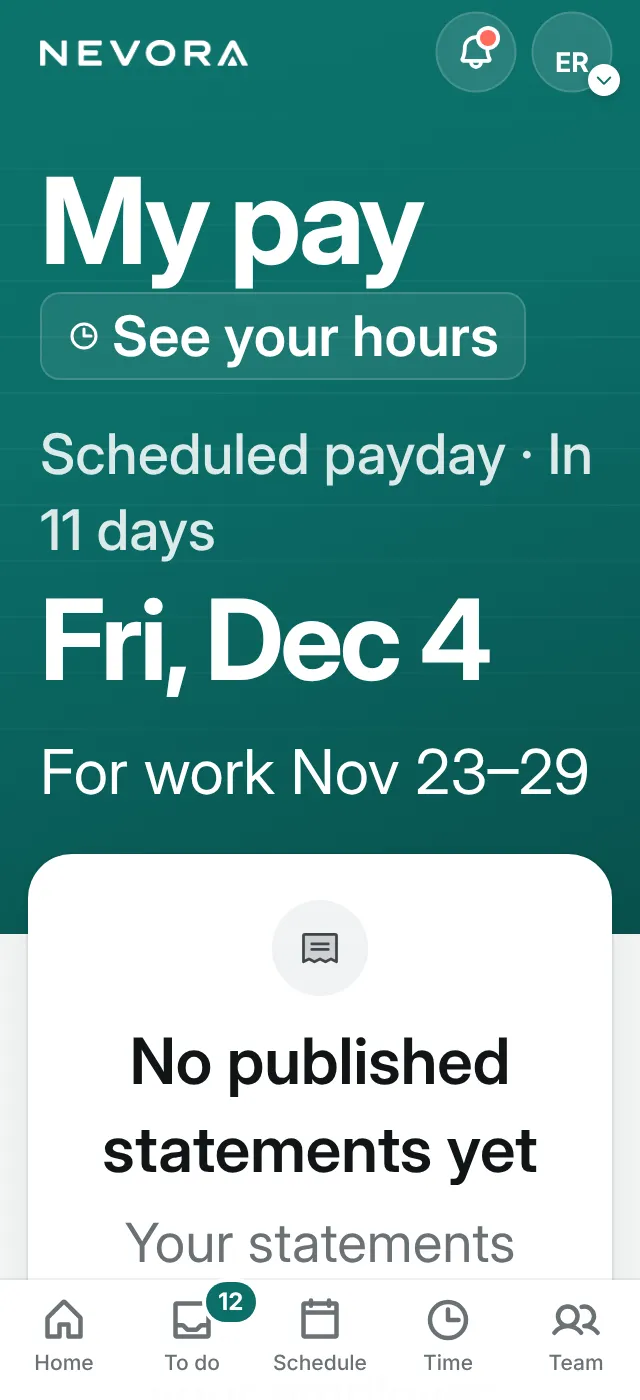 NEVORA
ER
My pay
See your hours
Scheduled payday · In
11 days
Fri, Dec 4
For work Nov 23–29
No published
statements yet
Your statements
12
Home
To do
Schedule
Time
Team